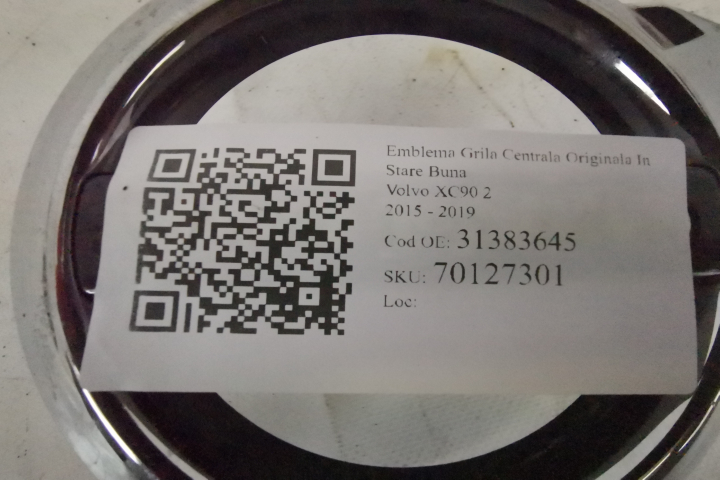 Emblema Grila Centrala Originala In
Stare Buna
Volvo XC90 2
2015 - 2019
Cod OE: 31383645
SKU: 70127301
Loc: